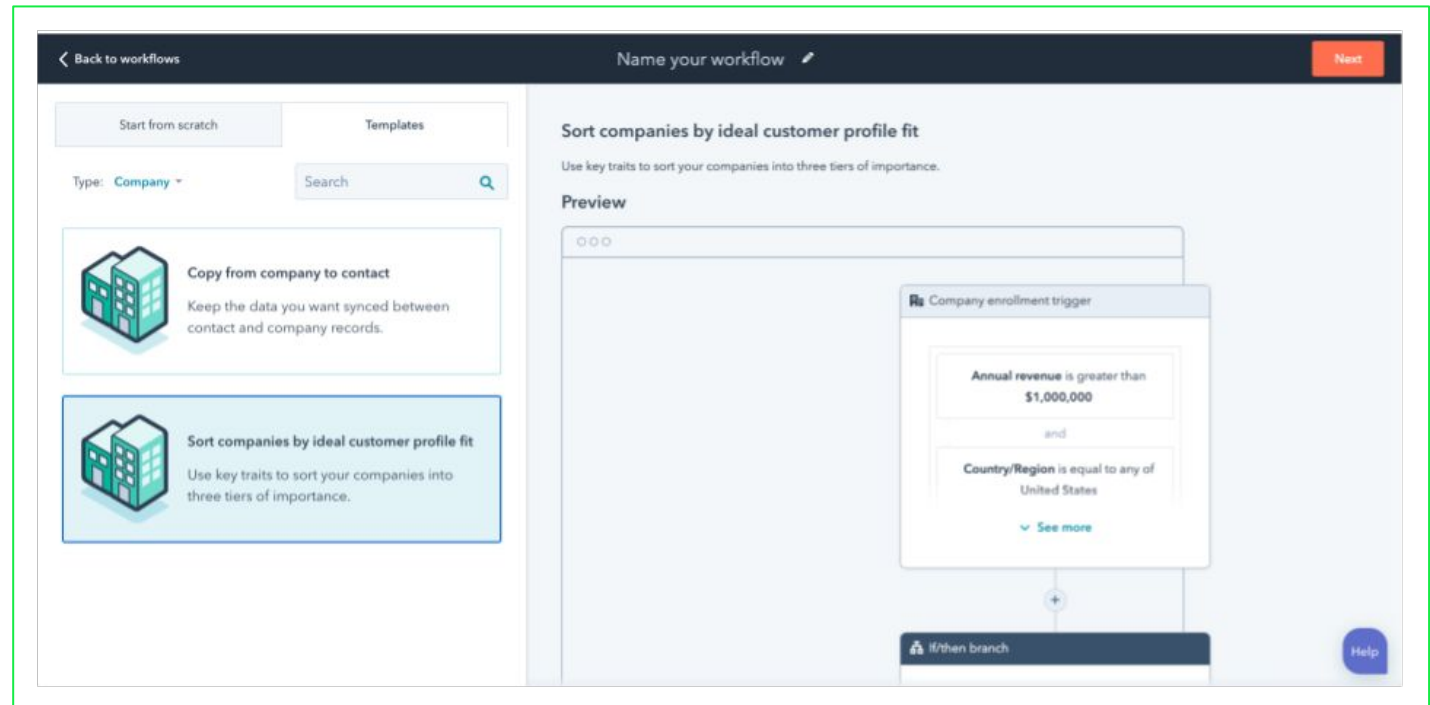 Back to workflows
Name your workflow
Next
Start from scratch
Templates
Type: Company
Search
Copy from company to contact
Keep the data you want synced between
contact and company records.
Sort companies by ideal customer profile fit
Use key traits to sort your companies into
three tiers of importance.
Sort companies by ideal customer profile fit
Use key traits to sort your companies into three tiers of importance.
Preview
Company enrollment trigger
Annual revenue is greater than
$1,000,000
and
Country/Region is equal to any of
United States
See more
+
If/then branch
Help